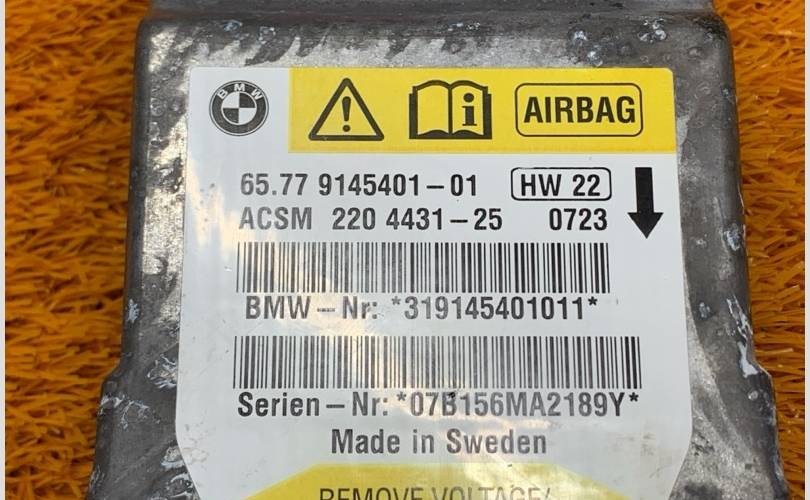 BMW
AIRBAG
65.77 9145401-01 HW 22
ACSM 220 4431-25 0723
BMW-Nr: *319145401011*
Serien-Nr: *07B156MA2189Y*
Made in Sweden
REMOVE VOLTAGE/